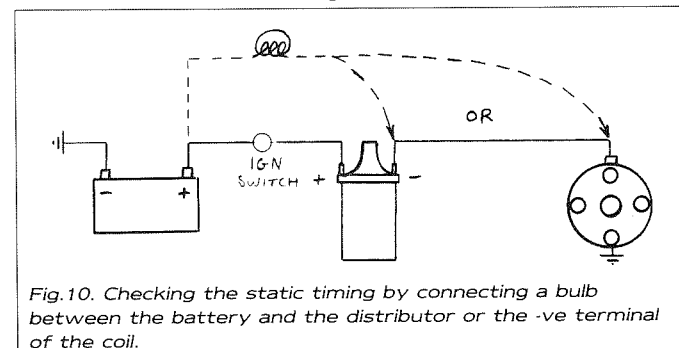 OR
IGN
SWITCH + -
- +
Fig.10. Checking the static timing by connecting a bulb
between the battery and the distributor or the -ve terminal
of the coil.